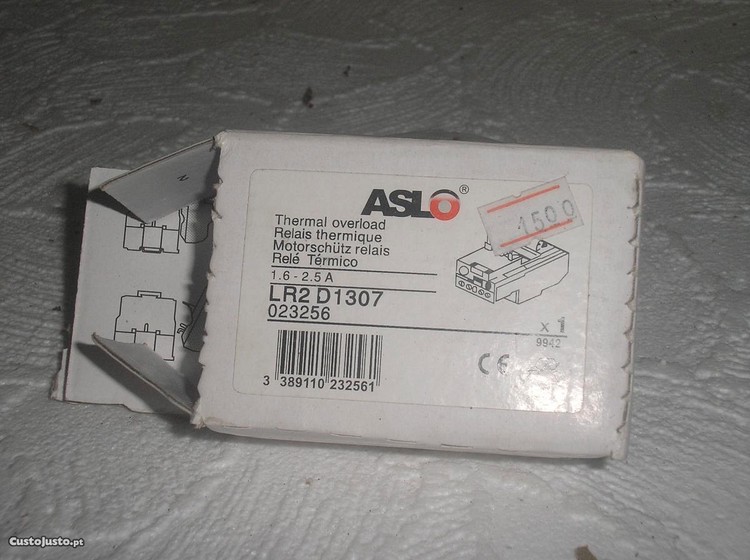 ASLO®
1500
Thermal overload
Relais thermique
Motorschütz relais
Relé Térmico
1.6 - 2.5 A
LR2 D1307
023256
x 1
9942
CE
3 389110 232561
CustoJusto.pt